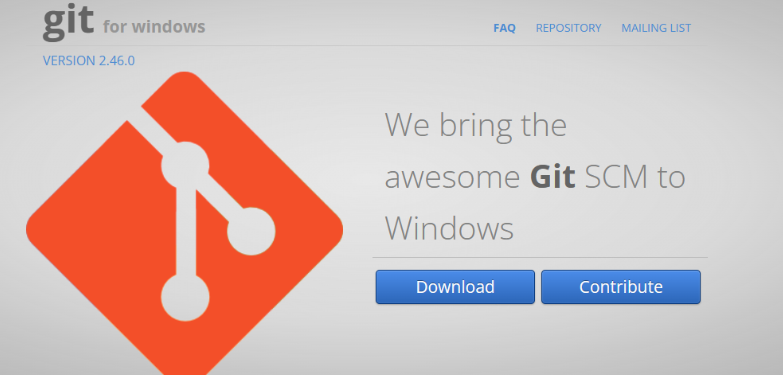 git for windows
FAQ REPOSITORY MAILING LIST
VERSION 2.46.0
We bring the
awesome Git SCM to
Windows
Download Contribute